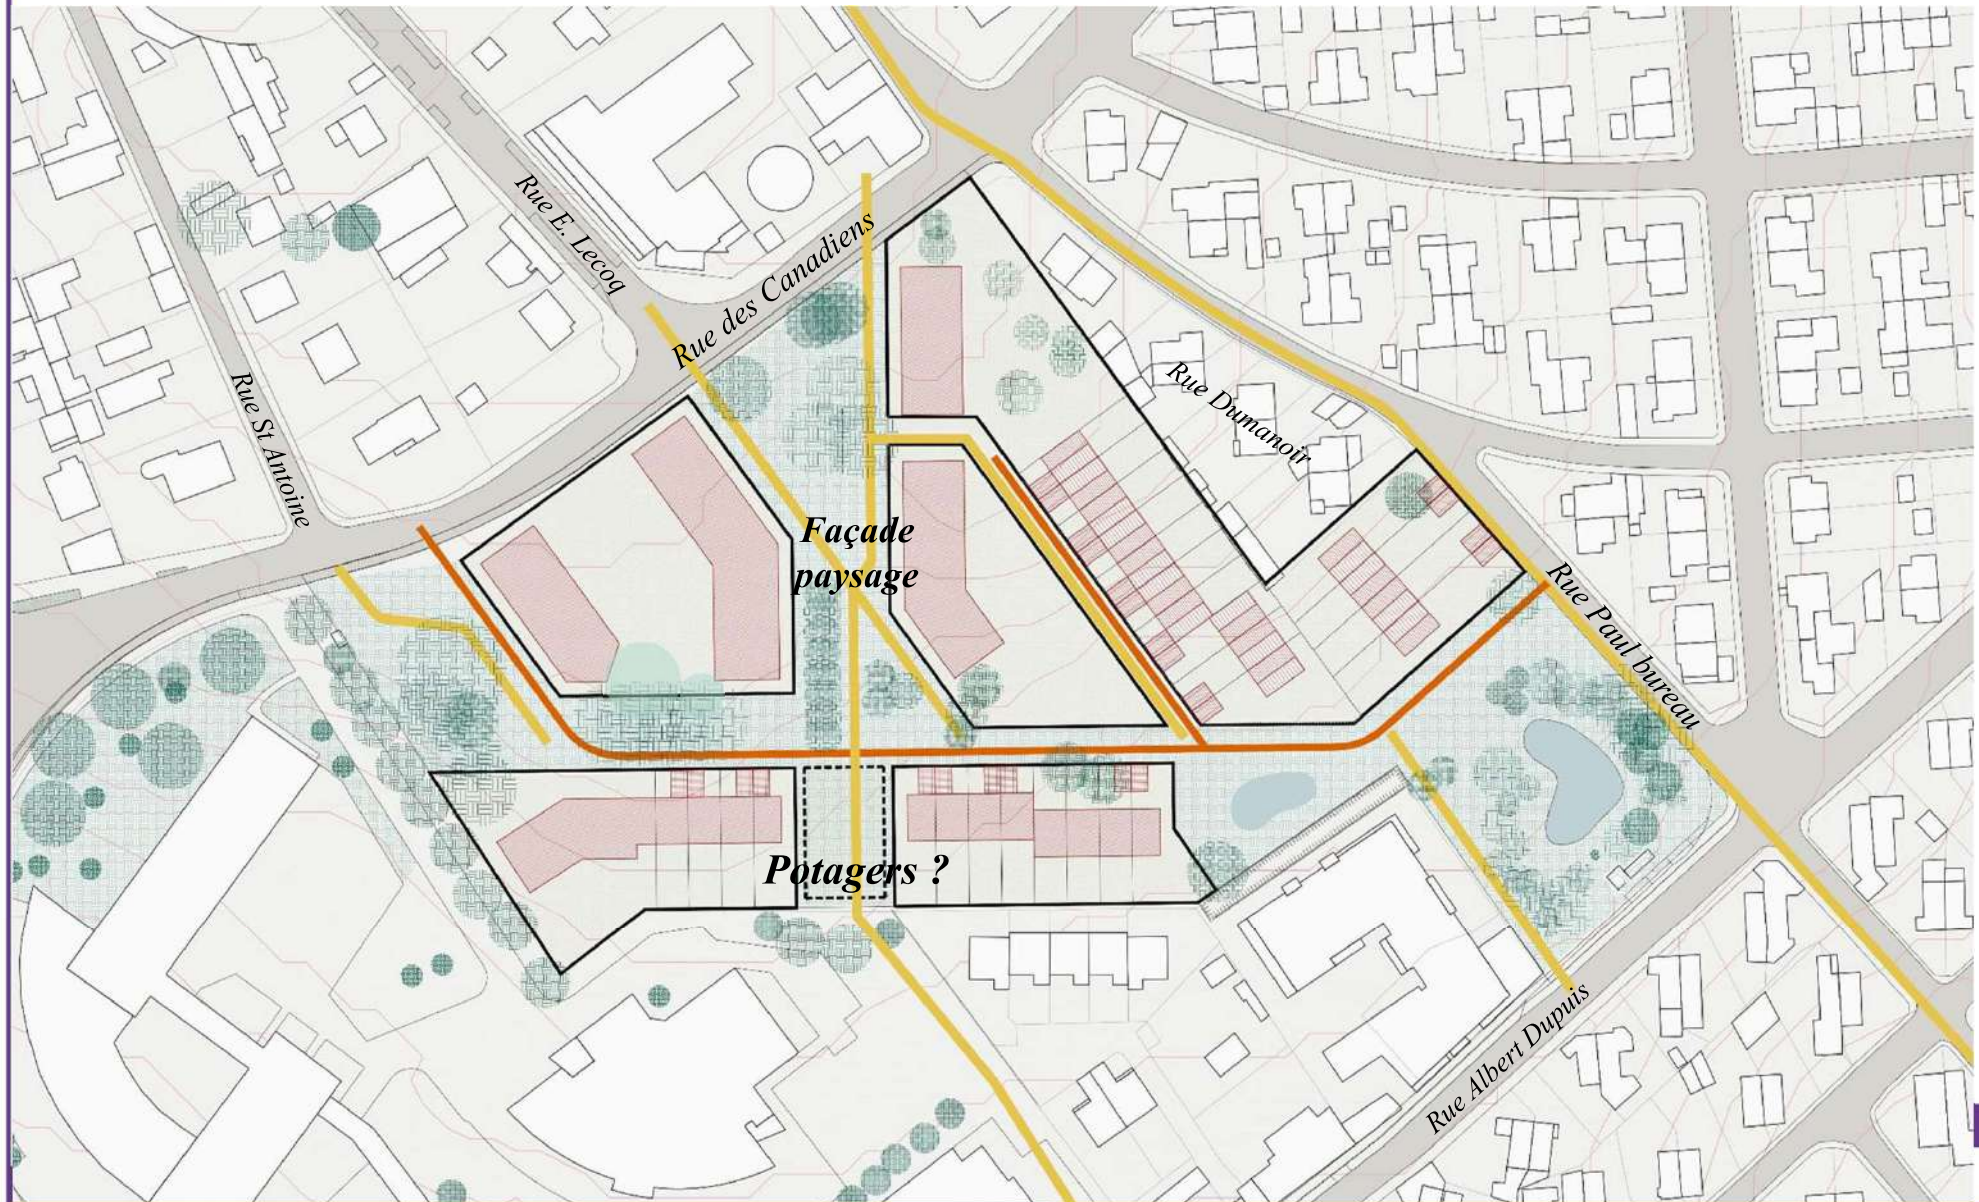 Rue E. Lecoq
Rue des Canadiens
Rue St Antoine
Rue Dumanoir
Façade
paysage
Rue Paul bureau
Potagers ?
Rue Albert Dupuis